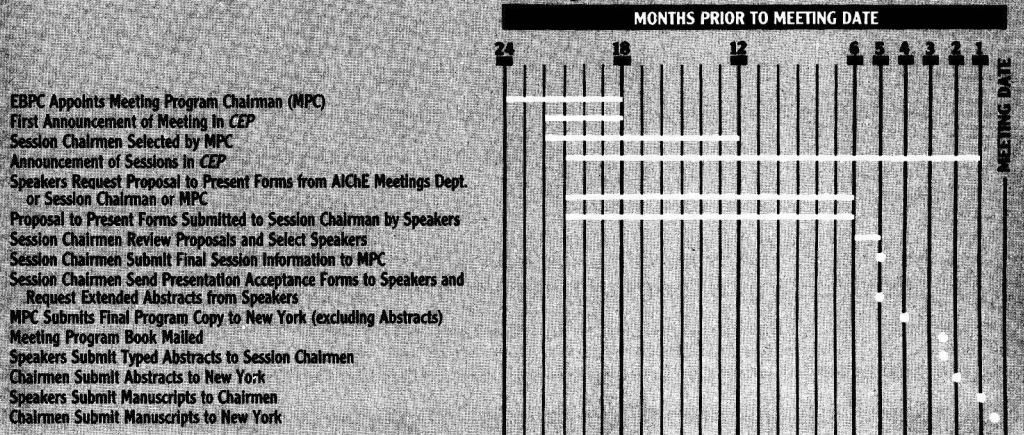 MONTHS PRIOR TO MEETING DATE
24 18 12 6 5 4 3 2 1
MEETING DATE
EBPC Appoints Meeting Program Chairman (MPC)
First Announcement of Meeting in CEP
Session Chairmen Selected by MPC
Announcement of Sessions in CEP
Speakers Request Proposal to Present Forms from AIChE Meetings Dept.
or Session Chairman or MPC
Proposal to Present Forms Submitted to Session Chairman by Speakers
Session Chairmen Review Proposals and Select Speakers
Session Chairmen Submit Final Session Information to MPC
Session Chairmen Send Presentation Acceptance Forms to Speakers and
Request Extended Abstracts from Speakers
MPC Submits Final Program Copy to New York (excluding Abstracts)
Meeting Program Book Mailed
Speakers Submit Typed Abstracts to Session Chairmen
Chairmen Submit Abstracts to New York
Speakers Submit Manuscripts to Chairmen
Chairmen Submit Manuscripts to New York